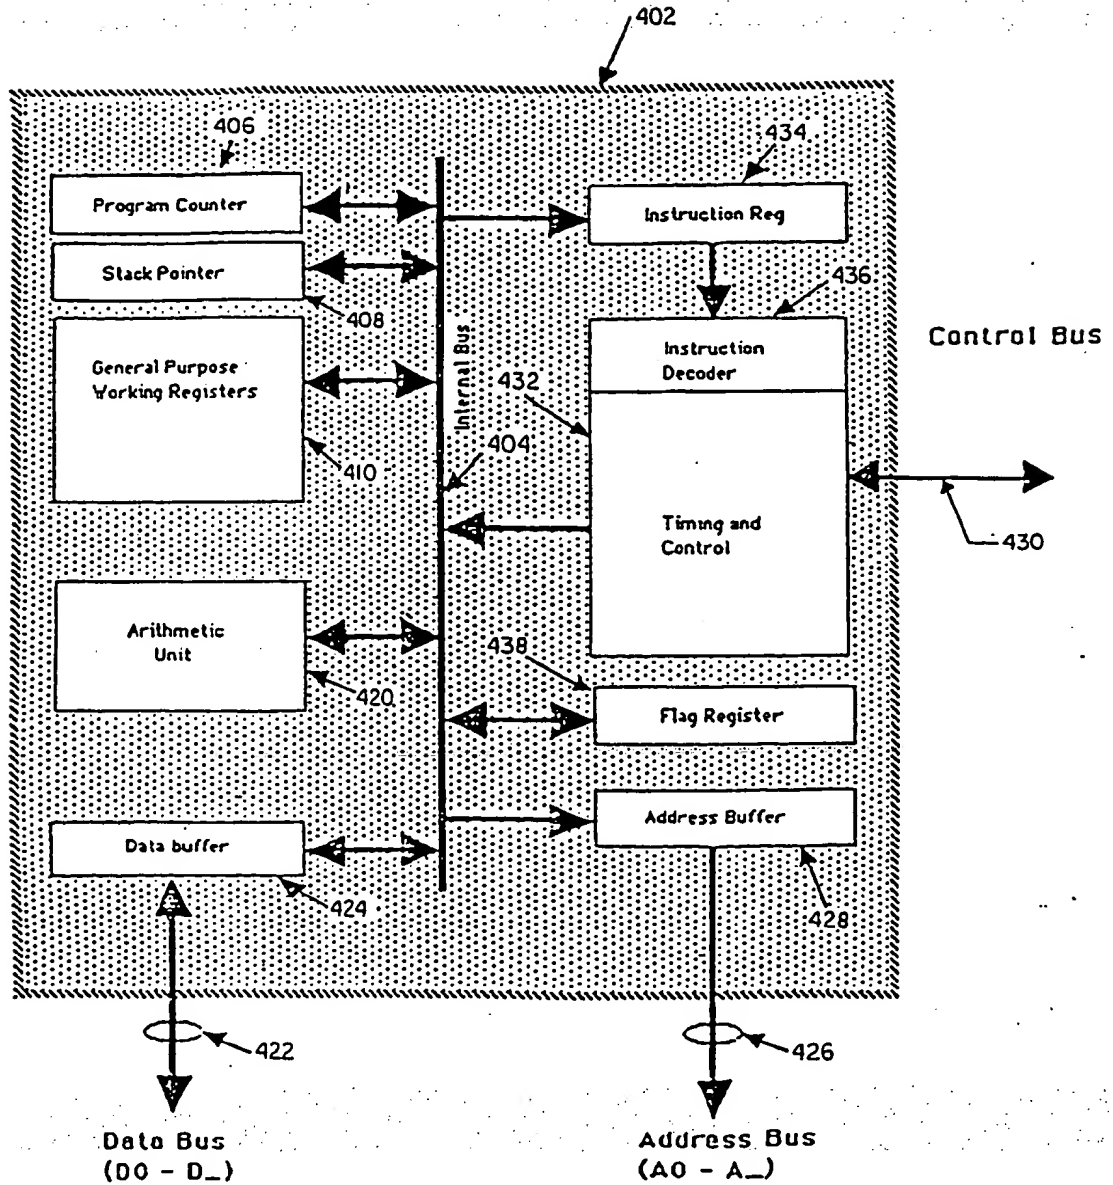 402
406
434
Program Counter
Instruction Reg
Stack Pointer
408
436
General Purpose
Working Registers
Internal Bus
Instruction
Decoder
Control Bus
432
404
410
Timing and
Control
430
Arithmetic
Unit
420
438
Flag Register
Data buffer
Address Buffer
424
428
422
426
Data Bus
(D0 - D_)
Address Bus
(A0 - A_)